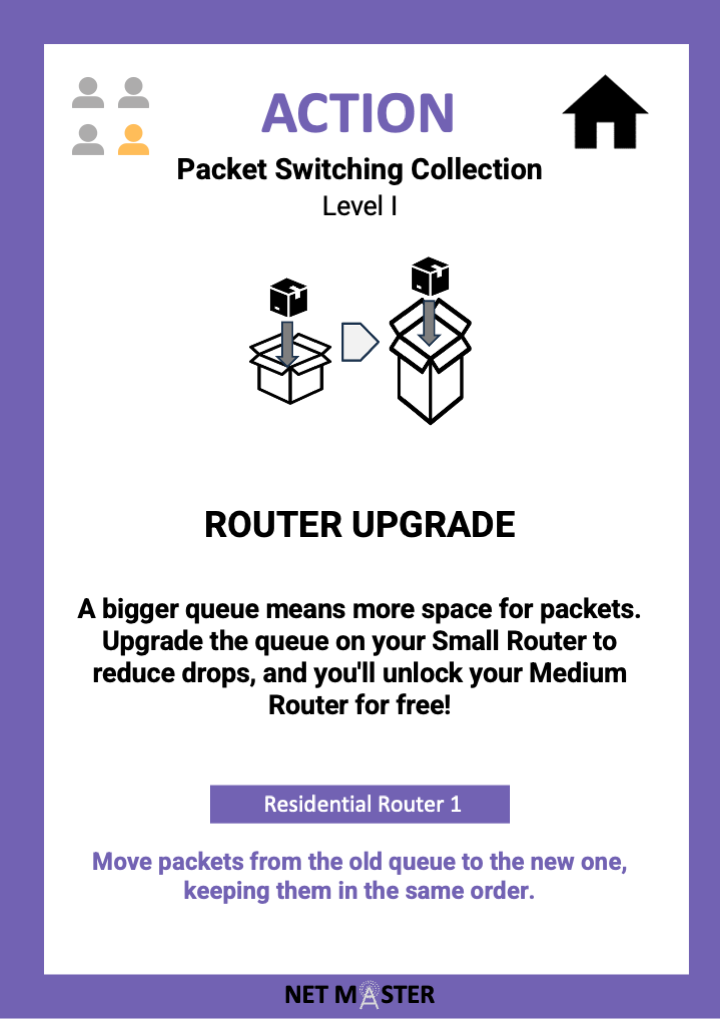 ACTION
Packet Switching Collection
Level I
ROUTER UPGRADE
A bigger queue means more space for packets.
Upgrade the queue on your Small Router to
reduce drops, and you'll unlock your Medium
Router for free!
Residential Router 1
Move packets from the old queue to the new one,
keeping them in the same order.
NET MASTER